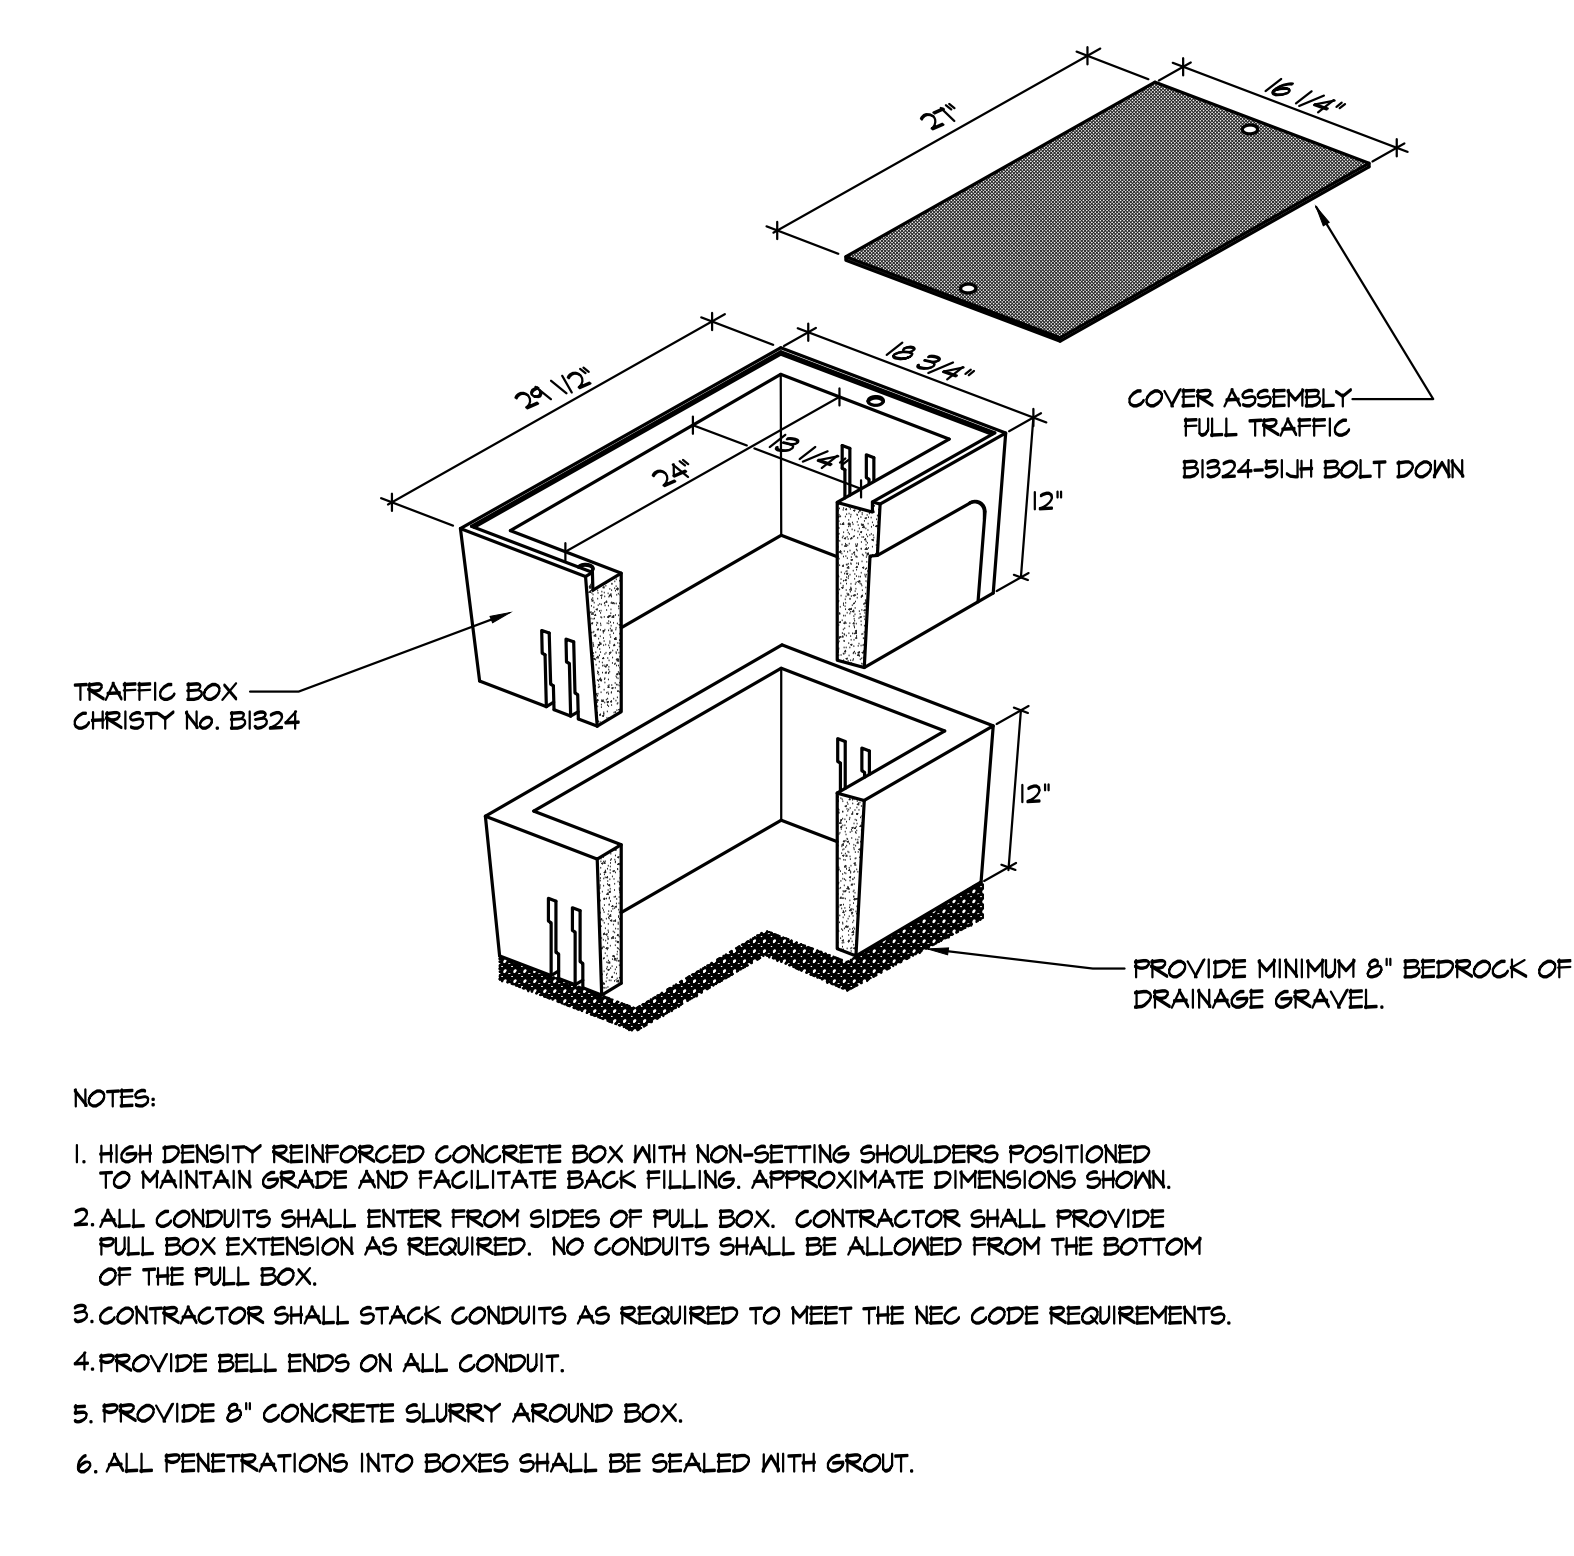 27"
16 1/4"
29 1/2"
18 3/4"
COVER ASSEMBLY
FULL TRAFFIC
B1324-51JH BOLT DOWN
24"
13 1/4"
12"
TRAFFIC BOX
CHRISTY No. B1324
12"
PROVIDE MINIMUM 8" BEDROCK OF
DRAINAGE GRAVEL.
NOTES:
1. HIGH DENSITY REINFORCED CONCRETE BOX WITH NON-SETTING SHOULDERS POSITIONED
TO MAINTAIN GRADE AND FACILITATE BACK FILLING. APPROXIMATE DIMENSIONS SHOWN.
2. ALL CONDUITS SHALL ENTER FROM SIDES OF PULL BOX. CONTRACTOR SHALL PROVIDE
PULL BOX EXTENSION AS REQUIRED. NO CONDUITS SHALL BE ALLOWED FROM THE BOTTOM
OF THE PULL BOX.
3. CONTRACTOR SHALL STACK CONDUITS AS REQUIRED TO MEET THE NEC CODE REQUIREMENTS.
4. PROVIDE BELL ENDS ON ALL CONDUIT.
5. PROVIDE 8" CONCRETE SLURRY AROUND BOX.
6. ALL PENETRATIONS INTO BOXES SHALL BE SEALED WITH GROUT.